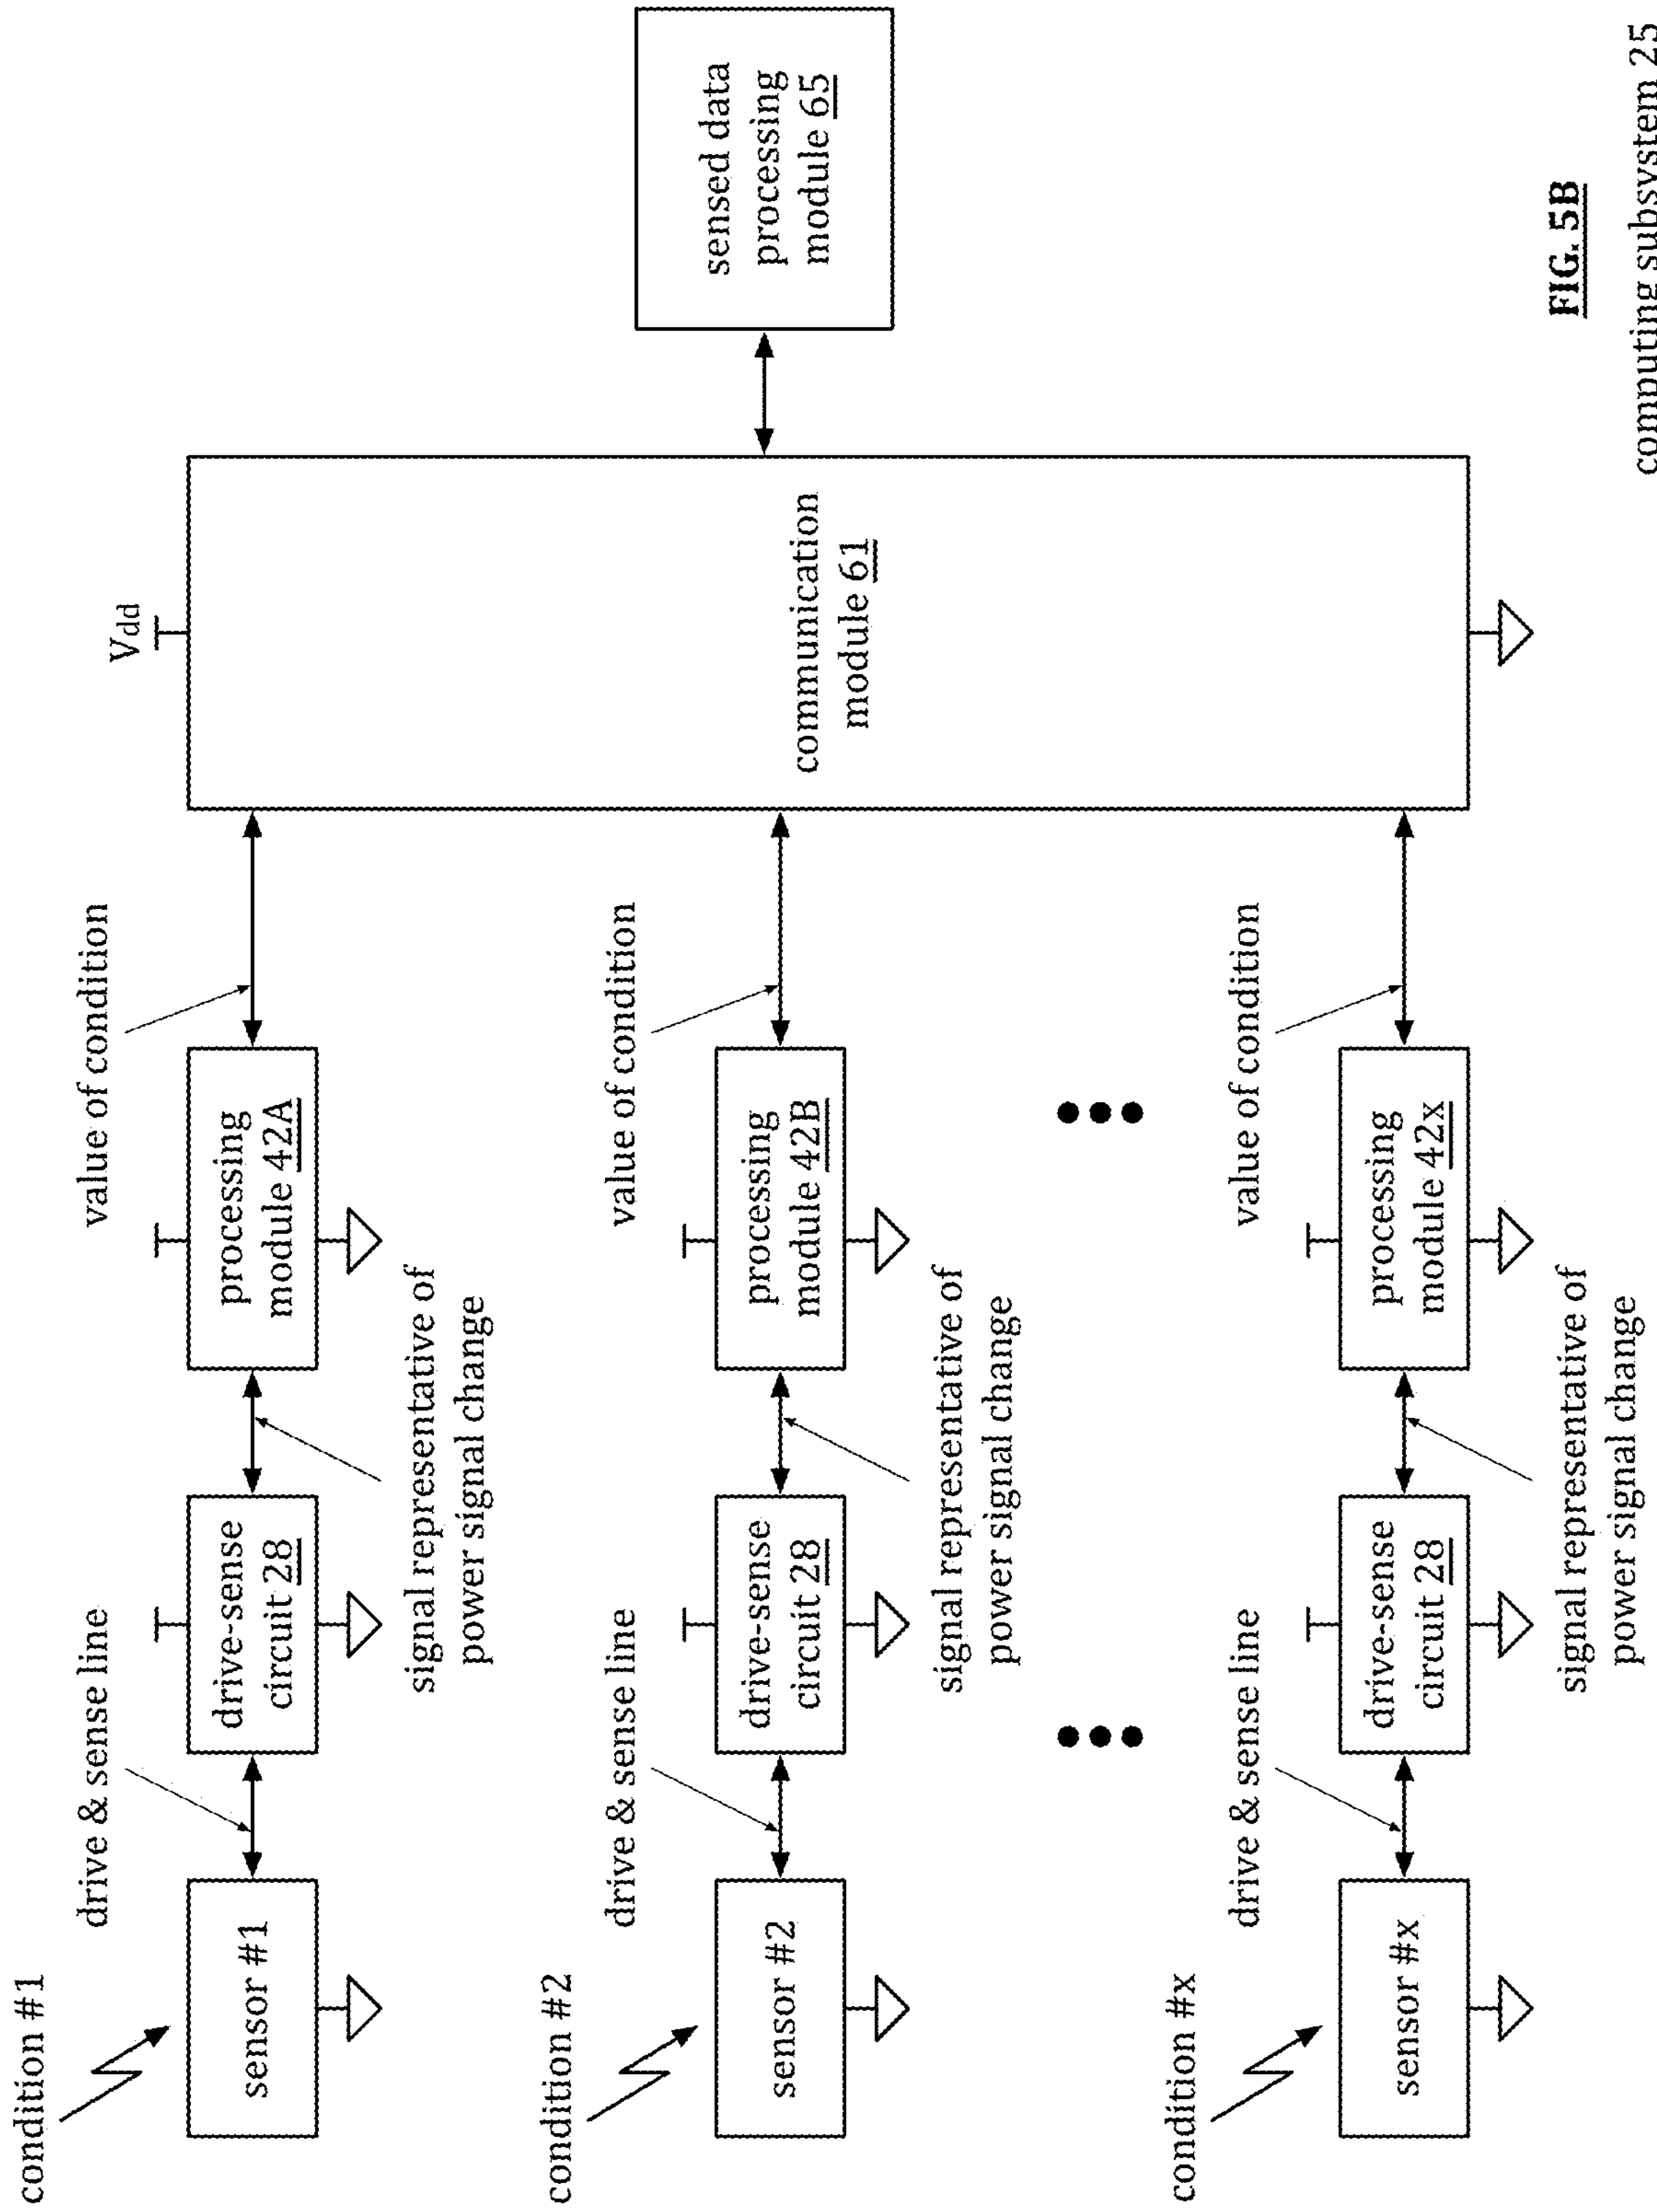 condition #1
drive & sense line
value of condition
Vdd
sensor #1
drive-sense
circuit 28
processing
module 42A
signal representative of
power signal change
condition #2
drive & sense line
value of condition
sensor #2
drive-sense
circuit 28
processing
module 42B
signal representative of
power signal change
communication
module 61
sensed data
processing
module 65
condition #x
drive & sense line
value of condition
sensor #x
drive-sense
circuit 28
processing
module 42x
signal representative of
power signal change
FIG. 5B
computing subsystem 25